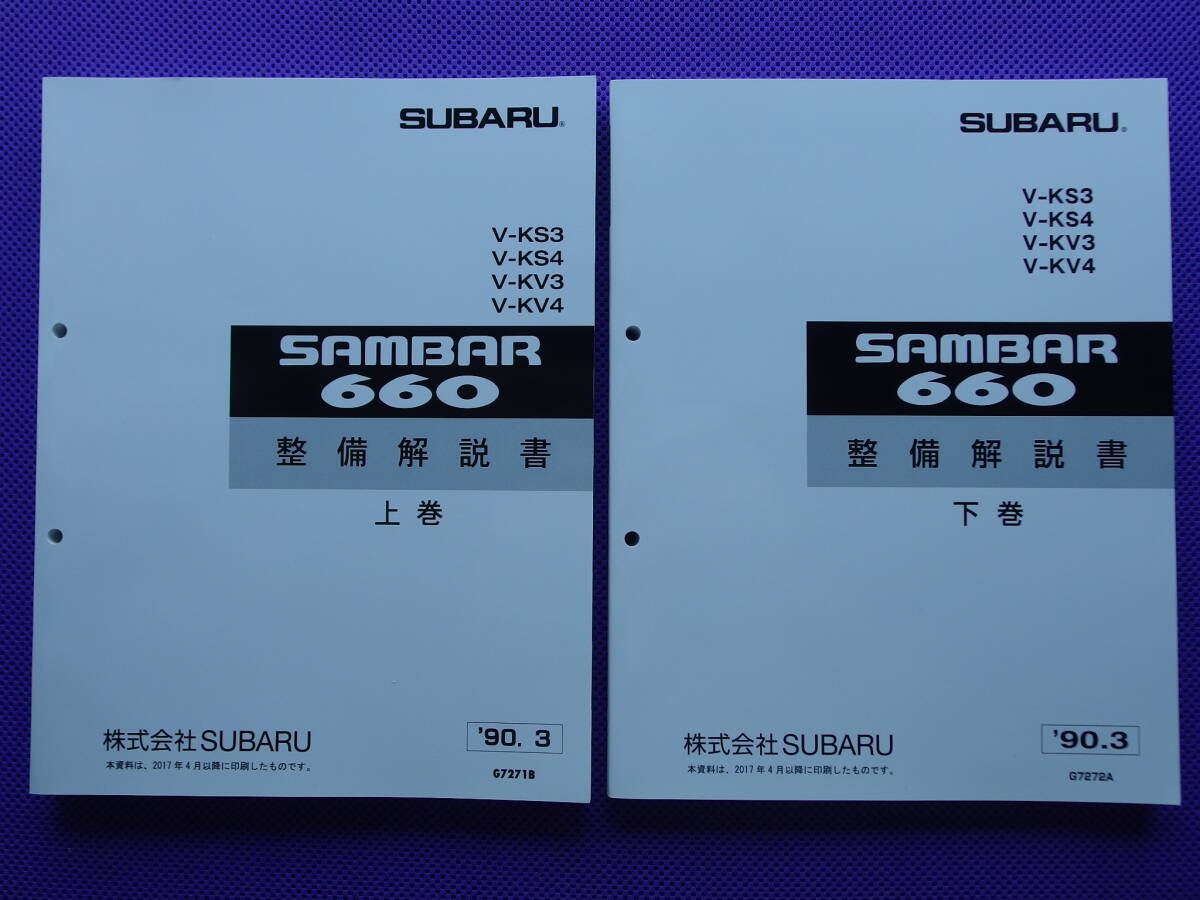 SUBARU®
V-KS3
V-KS4
V-KV3
V-KV4
SAMBAR
660
整備解説書
上巻
株式会社SUBARU
本資料は、2017年4月以降に印刷したものです。
'90. 3
G7271B
SUBARU®
V-KS3
V-KS4
V-KV3
V-KV4
SAMBAR
660
整備解説書
下巻
株式会社SUBARU
本資料は、2017年4月以降に印刷したものです。
'90.3
G7272A